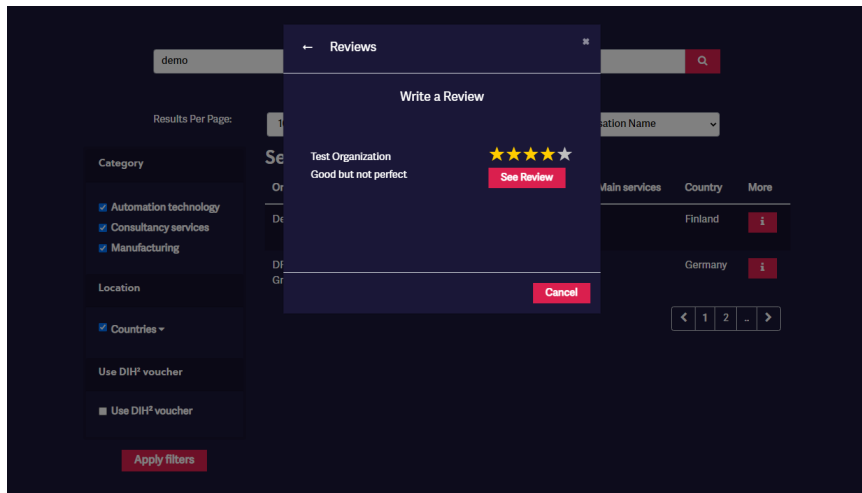 ← Reviews
demo
Write a Review
Results Per Page:
Test Organization
Good but not perfect
See Review
Category
Automation technology
Consultancy services
Manufacturing
Main services
Country
More
Finland
i
Germany
i
Location
Cancel
Countries
1 2 ..
Use DIH² voucher
Use DIH² voucher
Apply filters